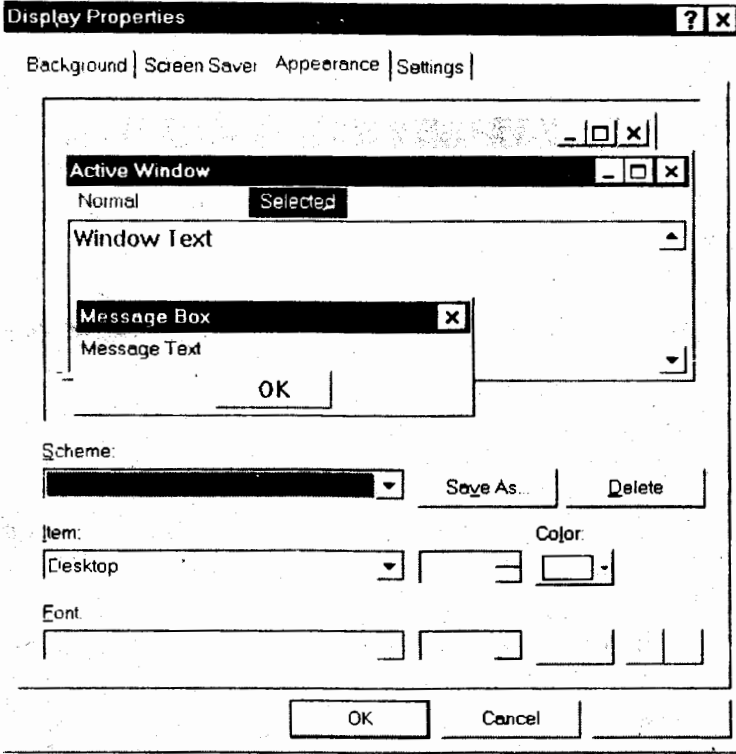 Display Properties
Background Screen Saver Appearance Settings
Active Window
Normal Selected
Window Text
Message Box
Message Text
OK
Scheme:
Save As... Delete
Item: Color:
Desktop
Font:
OK Cancel